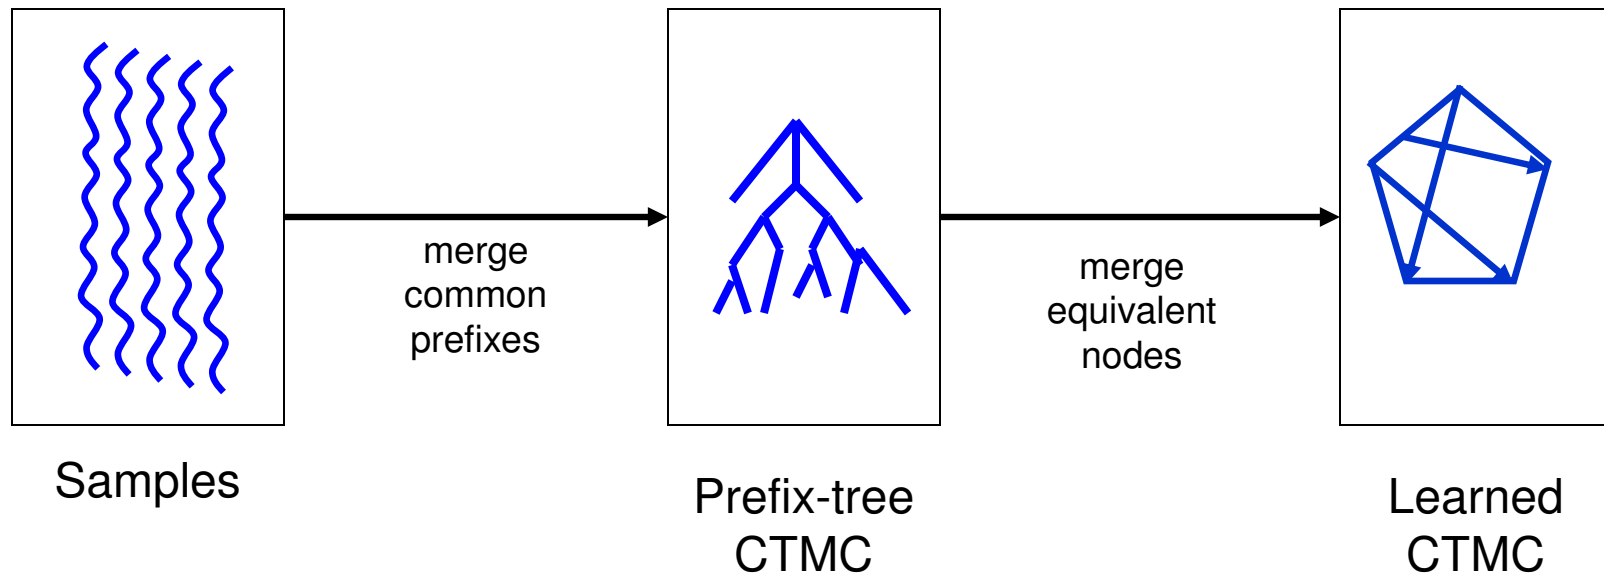 merge
common
prefixes
merge
equivalent
nodes
Samples
Prefix-tree
CTMC
Learned
CTMC